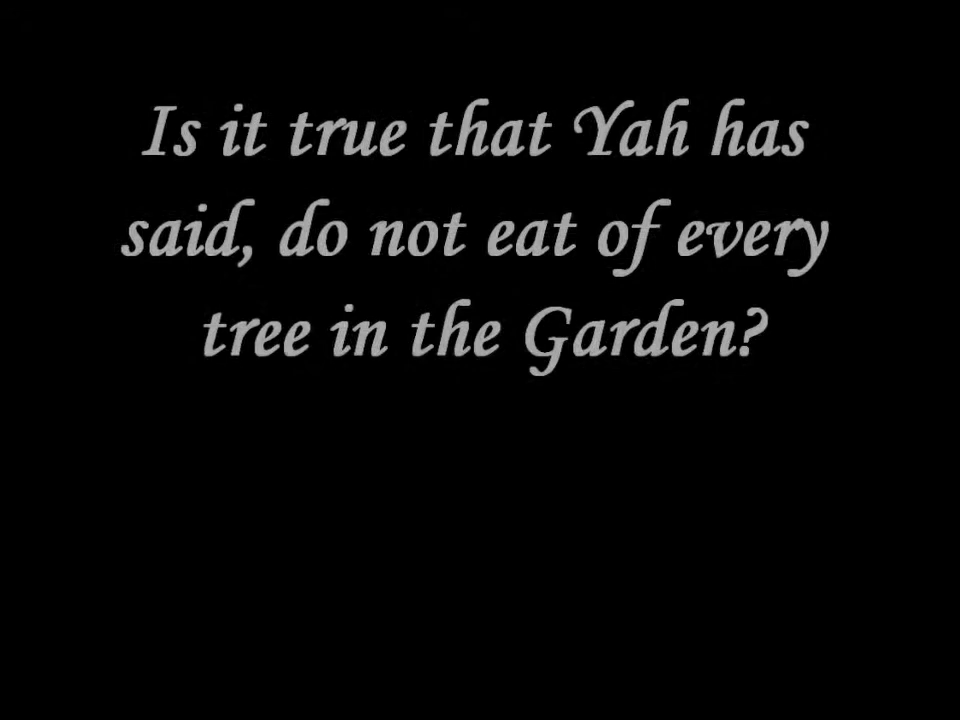 Is it true that Yah has
said, do not eat of every
tree in the Garden?